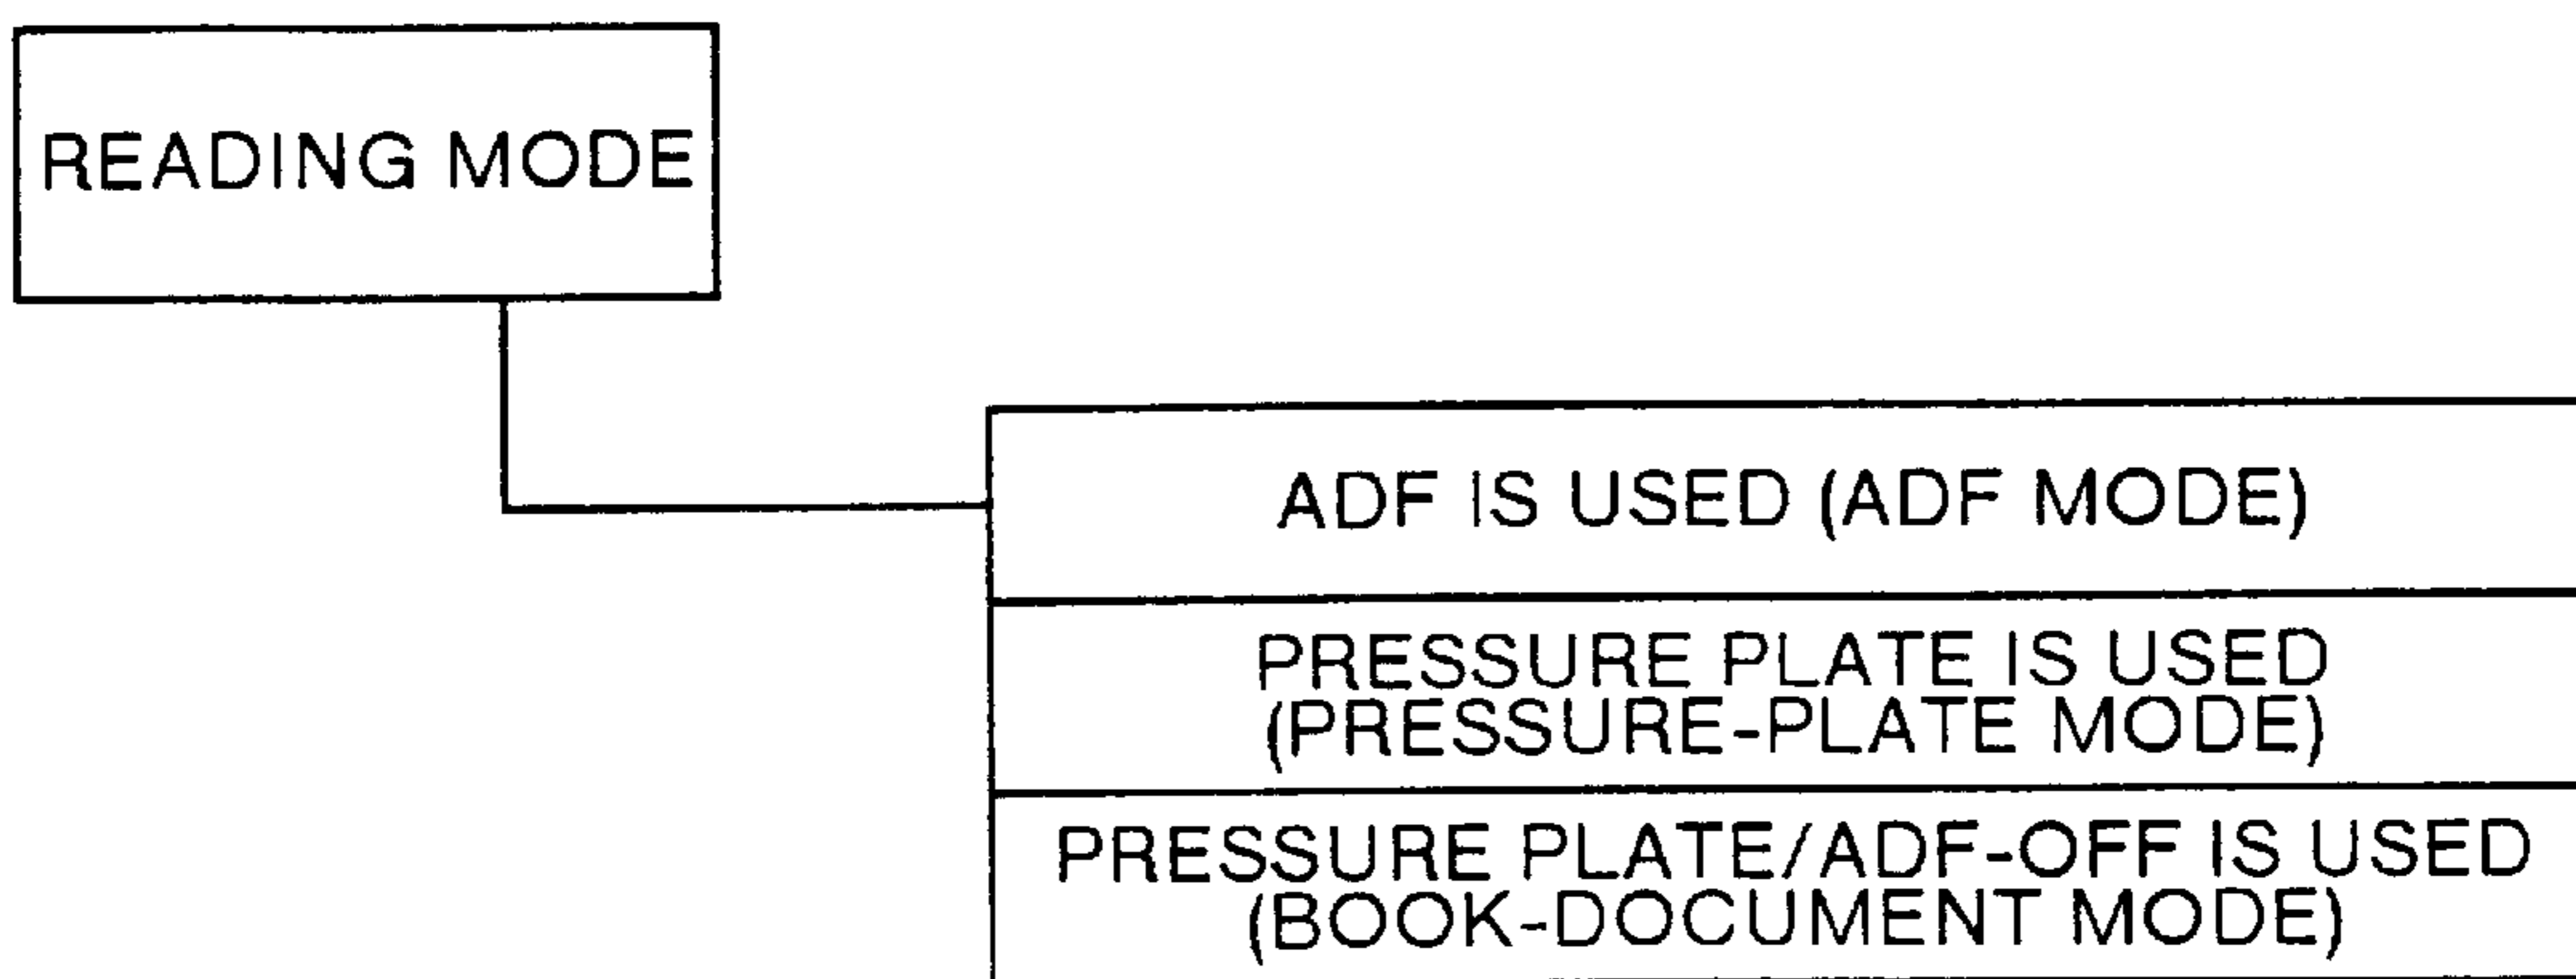 READING MODE
ADF IS USED (ADF MODE)
PRESSURE PLATE IS USED
(PRESSURE-PLATE MODE)
PRESSURE PLATE/ADF-OFF IS USED
(BOOK-DOCUMENT MODE)